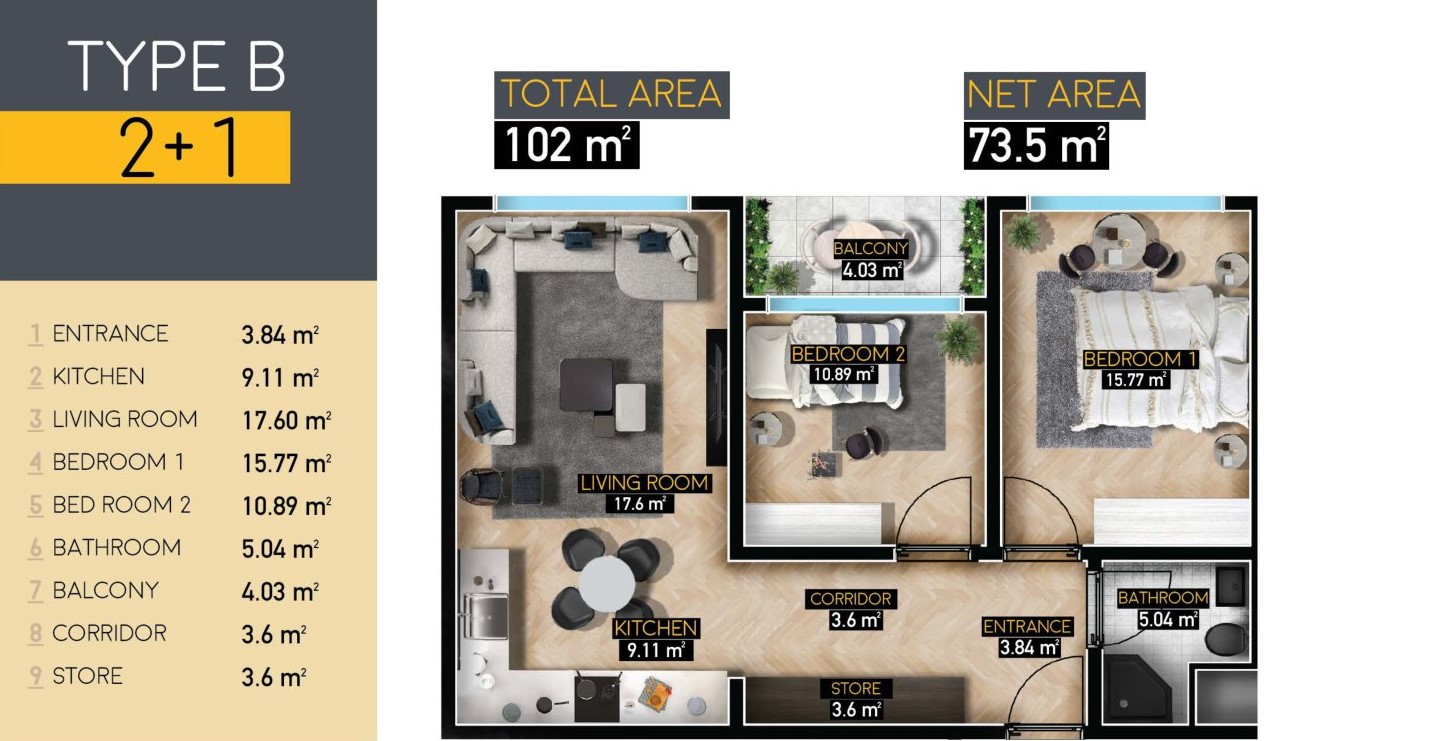 TYPE B
2+1
1 ENTRANCE 3.84 m²
2 KITCHEN 9.11 m²
3 LIVING ROOM 17.60 m²
4 BEDROOM 1 15.77 m²
5 BED ROOM 2 10.89 m²
6 BATHROOM 5.04 m²
7 BALCONY 4.03 m²
8 CORRIDOR 3.6 m²
9 STORE 3.6 m²
TOTAL AREA
102 m²
NET AREA
73.5 m²
BALCONY
4.03 m²
BEDROOM 2
10.89 m²
BEDROOM 1
15.77 m²
LIVING ROOM
17.6 m²
CORRIDOR
3.6 m²
BATHROOM
5.04 m²
KITCHEN
9.11 m²
ENTRANCE
3.84 m²
STORE
3.6 m²